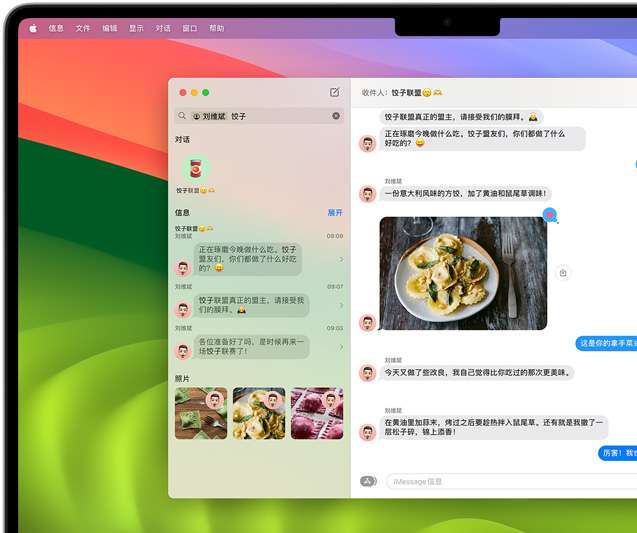 信息 文件 编辑 显示 对话 窗口 帮助
刘维斌 饺子
对话
饺子联盟
信息 展开
饺子联盟
刘维斌 09:09
正在琢磨今晚做什么吃。饺子
盟友们，你们都做了什么好吃
的？
刘维斌 09:07
饺子联盟真正的盟主，请接受我
们的膜拜。
刘维斌 09:03
各位准备好了吗，是时候再来一
场饺子联赛了！
照片
收件人：饺子联盟
饺子联盟真正的盟主，请接受我们的膜拜。
正在琢磨今晚做什么吃。饺子盟友们，你们都做了什么
好吃的？
刘维斌
一份意大利风味的方饺，加了黄油和鼠尾草调味！
这是你的拿手菜
刘维斌
今天又做了些改良，我自己觉得比你吃过的那次更美味。
刘维斌
在黄油里加蒜末，烤过之后要趁热拌入鼠尾草。还有就是我撒了一
层松子碎，锦上添香！
厉害！我
iMessage信息